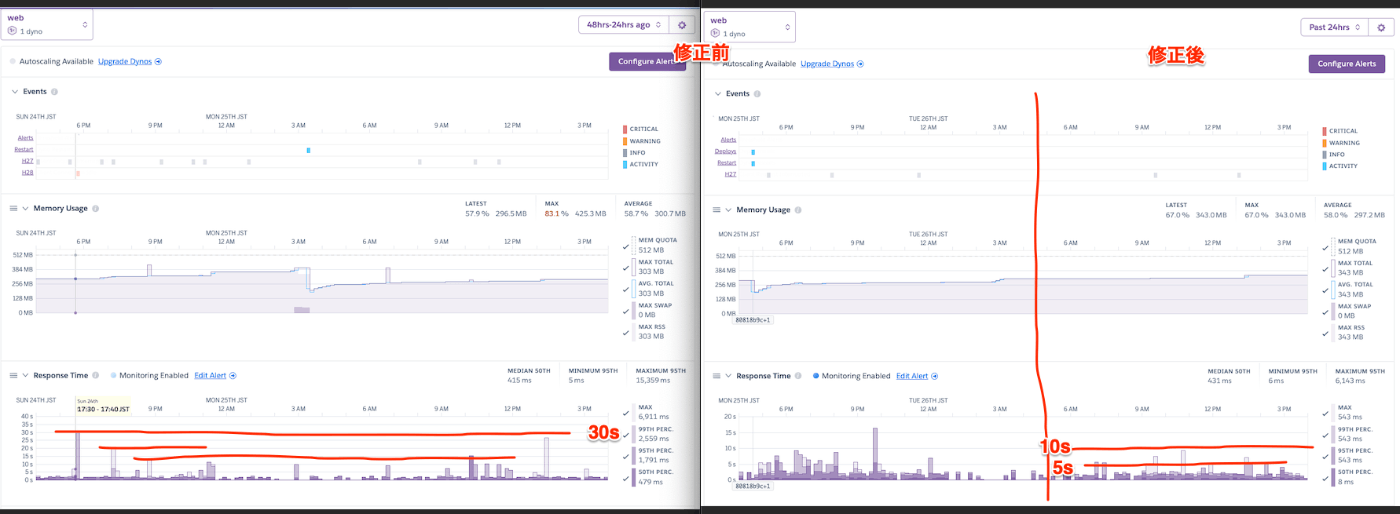 web
1 dyno
48hrs-24hrs ago
修正前
Autoscaling Available Upgrade Dynos
Configure Alerts
Events
SUN 24TH JST MON 25TH JST
6 PM 9 PM 12 AM 3 AM 6 AM 9 AM 12 PM 3 PM
Alerts
Restart
H27
H28
CRITICAL
WARNING
INFO
ACTIVITY
Memory Usage
LATEST MAX AVERAGE
57.9 % 296.5 MB 83.1 % 425.3 MB 58.7 % 300.7 MB
SUN 24TH JST MON 25TH JST
6 PM 9 PM 12 AM 3 AM 6 AM 9 AM 12 PM 3 PM
512 MB
384 MB
256 MB
128 MB
0 MB
MEM QUOTA
512 MB
MAX TOTAL
303 MB
AVG. TOTAL
303 MB
MAX SWAP
0 MB
MAX RSS
303 MB
Response Time Monitoring Enabled Edit Alert
MEDIAN 50TH MINIMUM 95TH MAXIMUM 95TH
415 ms 5 ms 15,359 ms
SUN 24TH JST MON 25TH JST
Sun 24th
17:30 - 17:40 JST
9 PM 12 AM 3 AM 6 AM 9 AM 12 PM 3 PM
40 s
35 s
30 s
25 s
20 s
15 s
10 s
5 s
0 s
30s
MAX
6,911 ms
99TH PERC.
2,559 ms
95TH PERC.
1,791 ms
50TH PERC.
479 ms
web
1 dyno
Past 24hrs
修正後
Autoscaling Available Upgrade Dynos
Configure Alerts
Events
MON 25TH JST TUE 26TH JST
6 PM 9 PM 12 AM 3 AM 6 AM 9 AM 12 PM 3 PM
Alerts
Deploys
Restart
H27
CRITICAL
WARNING
INFO
ACTIVITY
Memory Usage
LATEST MAX AVERAGE
67.0 % 343.0 MB 67.0 % 343.0 MB 58.0 % 297.2 MB
MON 25TH JST TUE 26TH JST
6 PM 9 PM 12 AM 3 AM 6 AM 9 AM 12 PM 3 PM
512 MB
384 MB
256 MB
128 MB
0 MB
80818b9c+1
MEM QUOTA
512 MB
MAX TOTAL
343 MB
AVG. TOTAL
343 MB
MAX SWAP
0 MB
MAX RSS
343 MB
Response Time Monitoring Enabled Edit Alert
MEDIAN 50TH MINIMUM 95TH MAXIMUM 95TH
431 ms 6 ms 6,143 ms
MON 25TH JST TUE 26TH JST
6 PM 9 PM 12 AM 3 AM 6 AM 9 AM 12 PM 3 PM
20 s
15 s
10 s
5 s
0 s
80818b9c+1
10s
5s
MAX
543 ms
99TH PERC.
543 ms
95TH PERC.
543 ms
50TH PERC.
8 ms